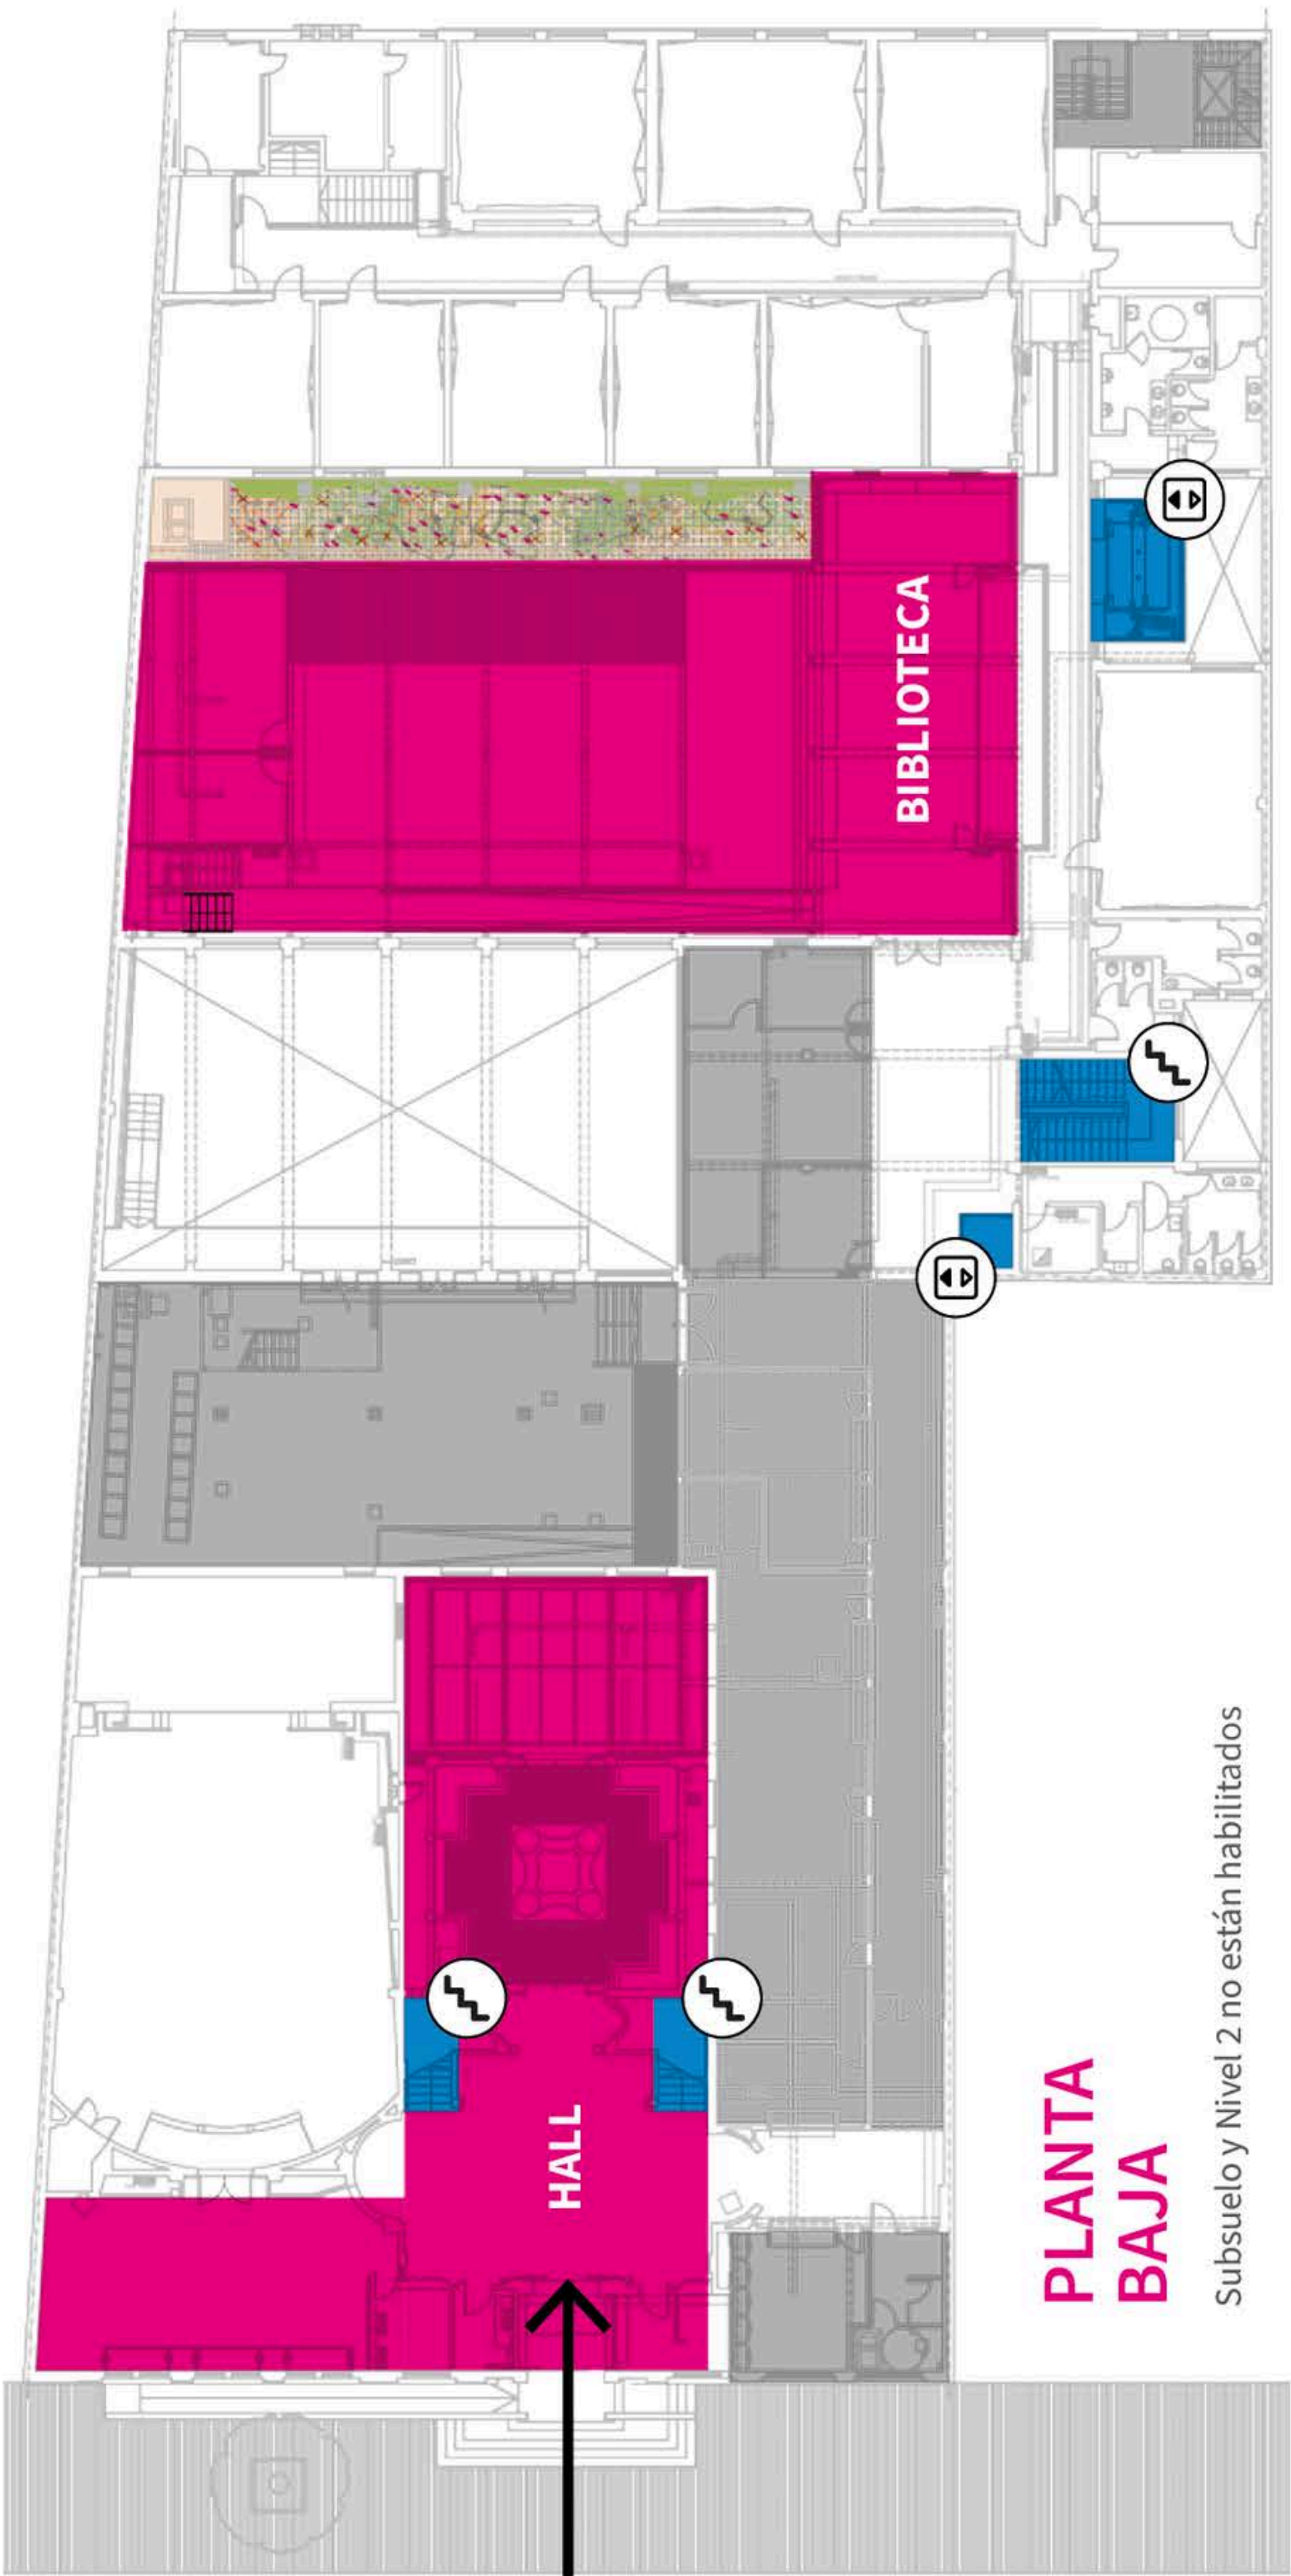 BIBLIOTECA
HALL
PLANTA
BAJA
Subsuelo y Nivel 2 no están habilitados